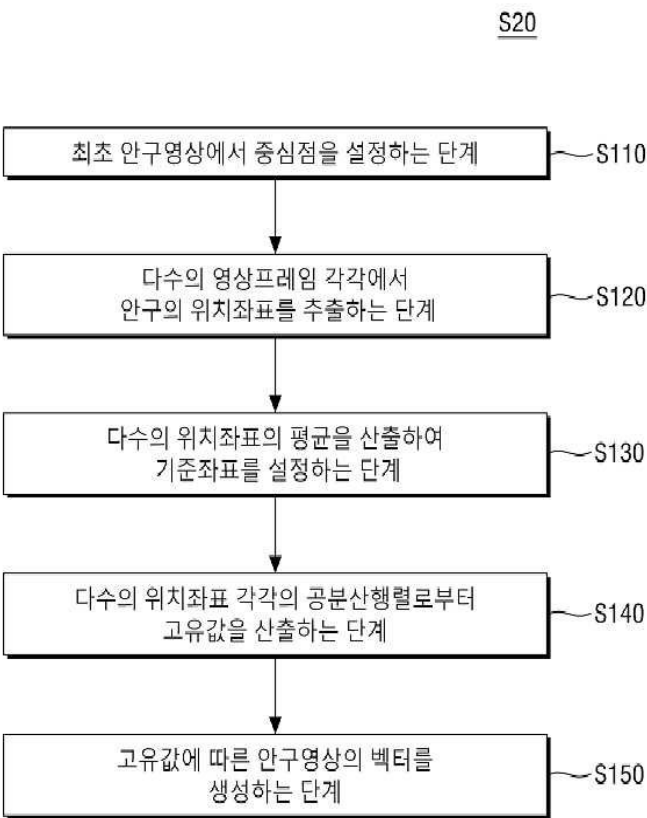 S20
최초 안구영상에서 중심점을 설정하는 단계
S110
다수의 영상프레임 각각에서
안구의 위치좌표를 추출하는 단계
S120
다수의 위치좌표의 평균을 산출하여
기준좌표를 설정하는 단계
S130
다수의 위치좌표 각각의 공분산행렬로부터
고유값을 산출하는 단계
S140
고유값에 따른 안구영상의 벡터를
생성하는 단계
S150